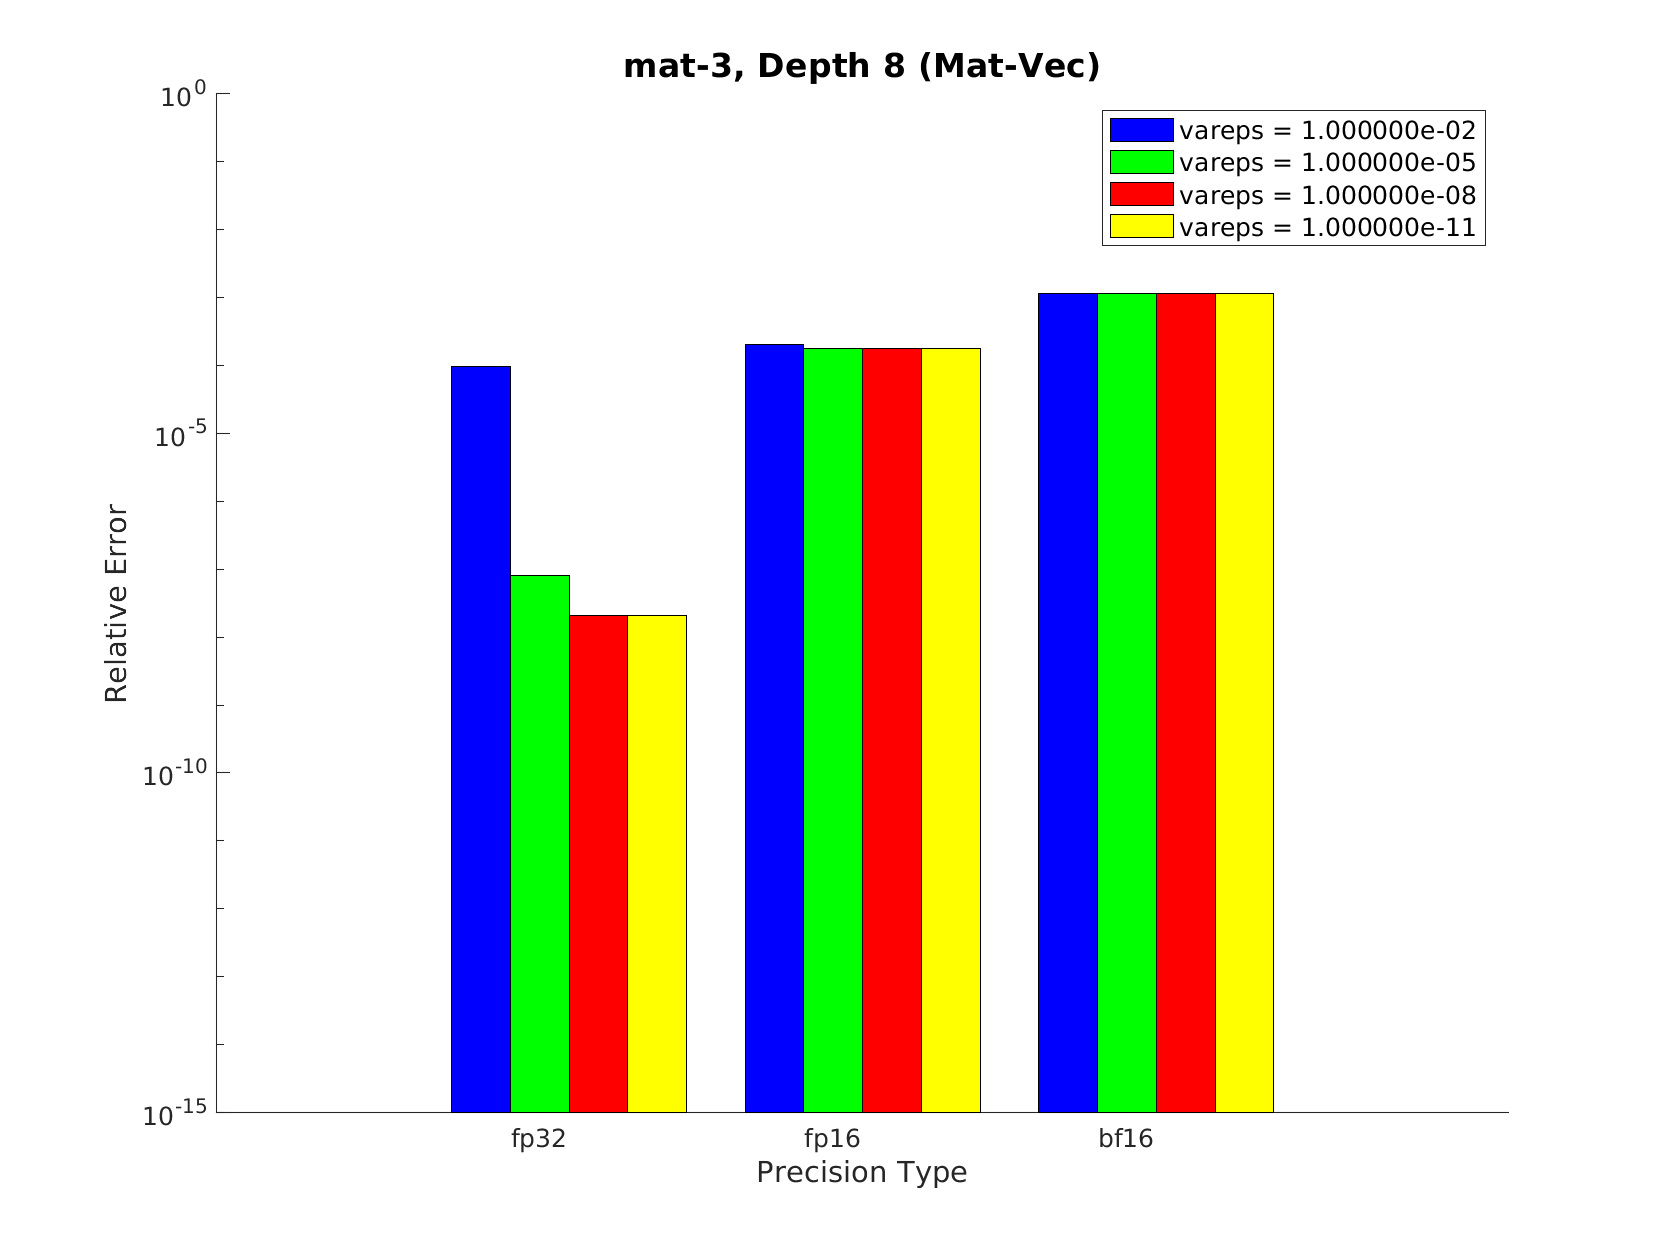 mat-3, Depth 8 (Mat-Vec)
10^0
vareps = 1.000000e-02
vareps = 1.000000e-05
vareps = 1.000000e-08
vareps = 1.000000e-11
10^-5
Relative Error
10^-10
10^-15
fp32 fp16 bf16
Precision Type